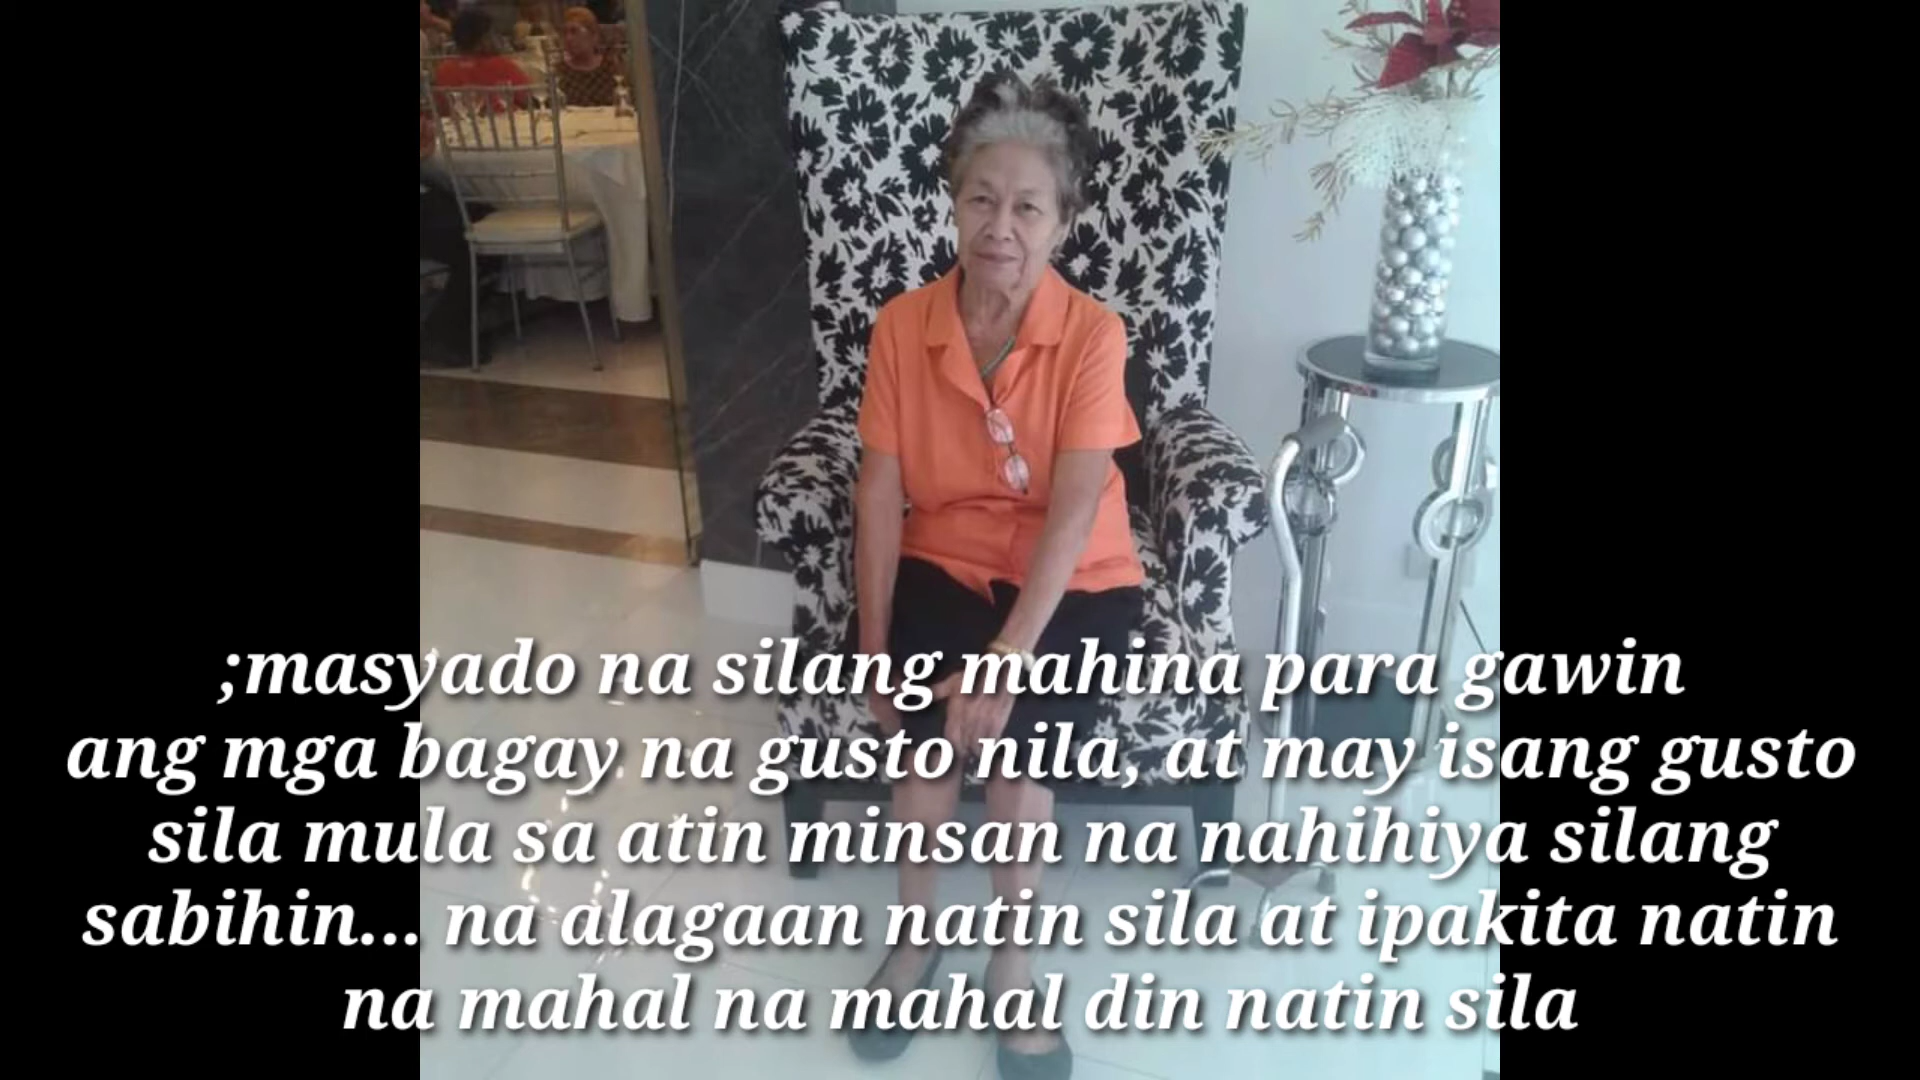 ;masyado na silang mahina para gawin
ang mga bagay na gusto nila, at may isang gusto
sila mula sa atin minsan na nahihiya silang
sabihin... na alagaan natin sila at ipakita natin
na mahal na mahal din natin sila